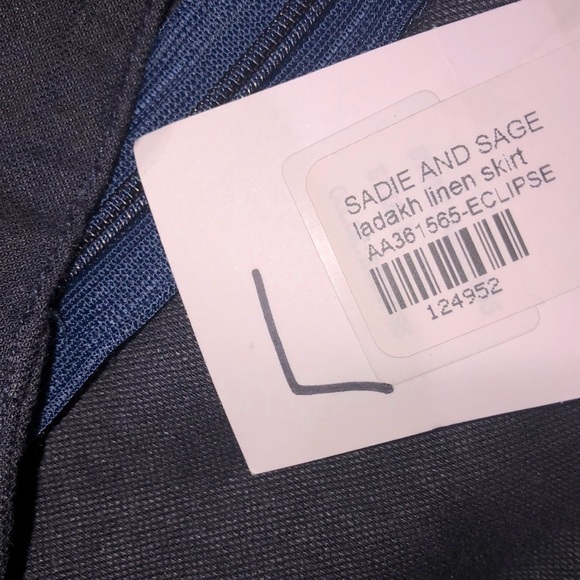 SADIE AND SAGE
ladakh linen skirt
AA361565-ECLIPSE
124952
L